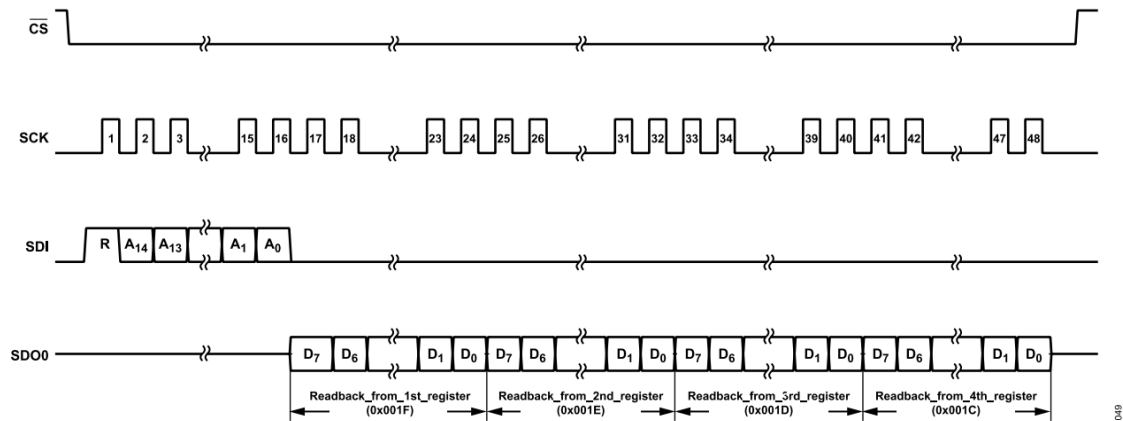 CS
SCK 1 2 3 15 16 17 18 23 24 25 26 31 32 33 34 39 40 41 42 47 48
SDI R A14 A13 A1 A0
SDO0 D7 D6 D1 D0 D7 D6 D1 D0 D7 D6 D1 D0 D7 D6 D1 D0
Readback_from_1st_register Readback_from_2nd_register Readback_from_3rd_register Readback_from_4th_register
(0x001F) (0x001E) (0x001D) (0x001C)
049